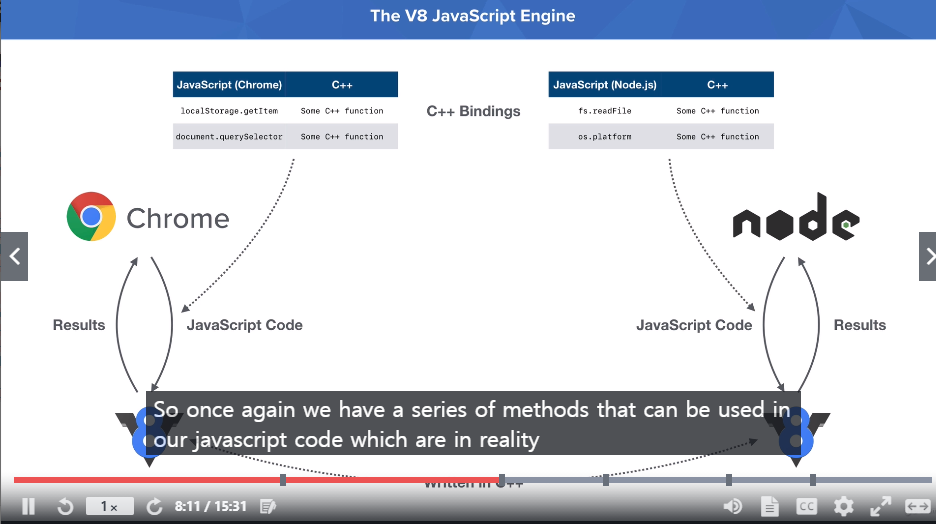 The V8 JavaScript Engine
JavaScript (Chrome) C++
localStorage.getItem Some C++ function
document.querySelector Some C++ function
C++ Bindings
JavaScript (Node.js) C++
fs.readFile Some C++ function
os.platform Some C++ function
Chrome
node
Results
JavaScript Code
JavaScript Code
Results
8
8
So once again we have a series of methods that can be used in
our javascript code which are in reality
Written in C++
1x
8:11 / 15:31
CC